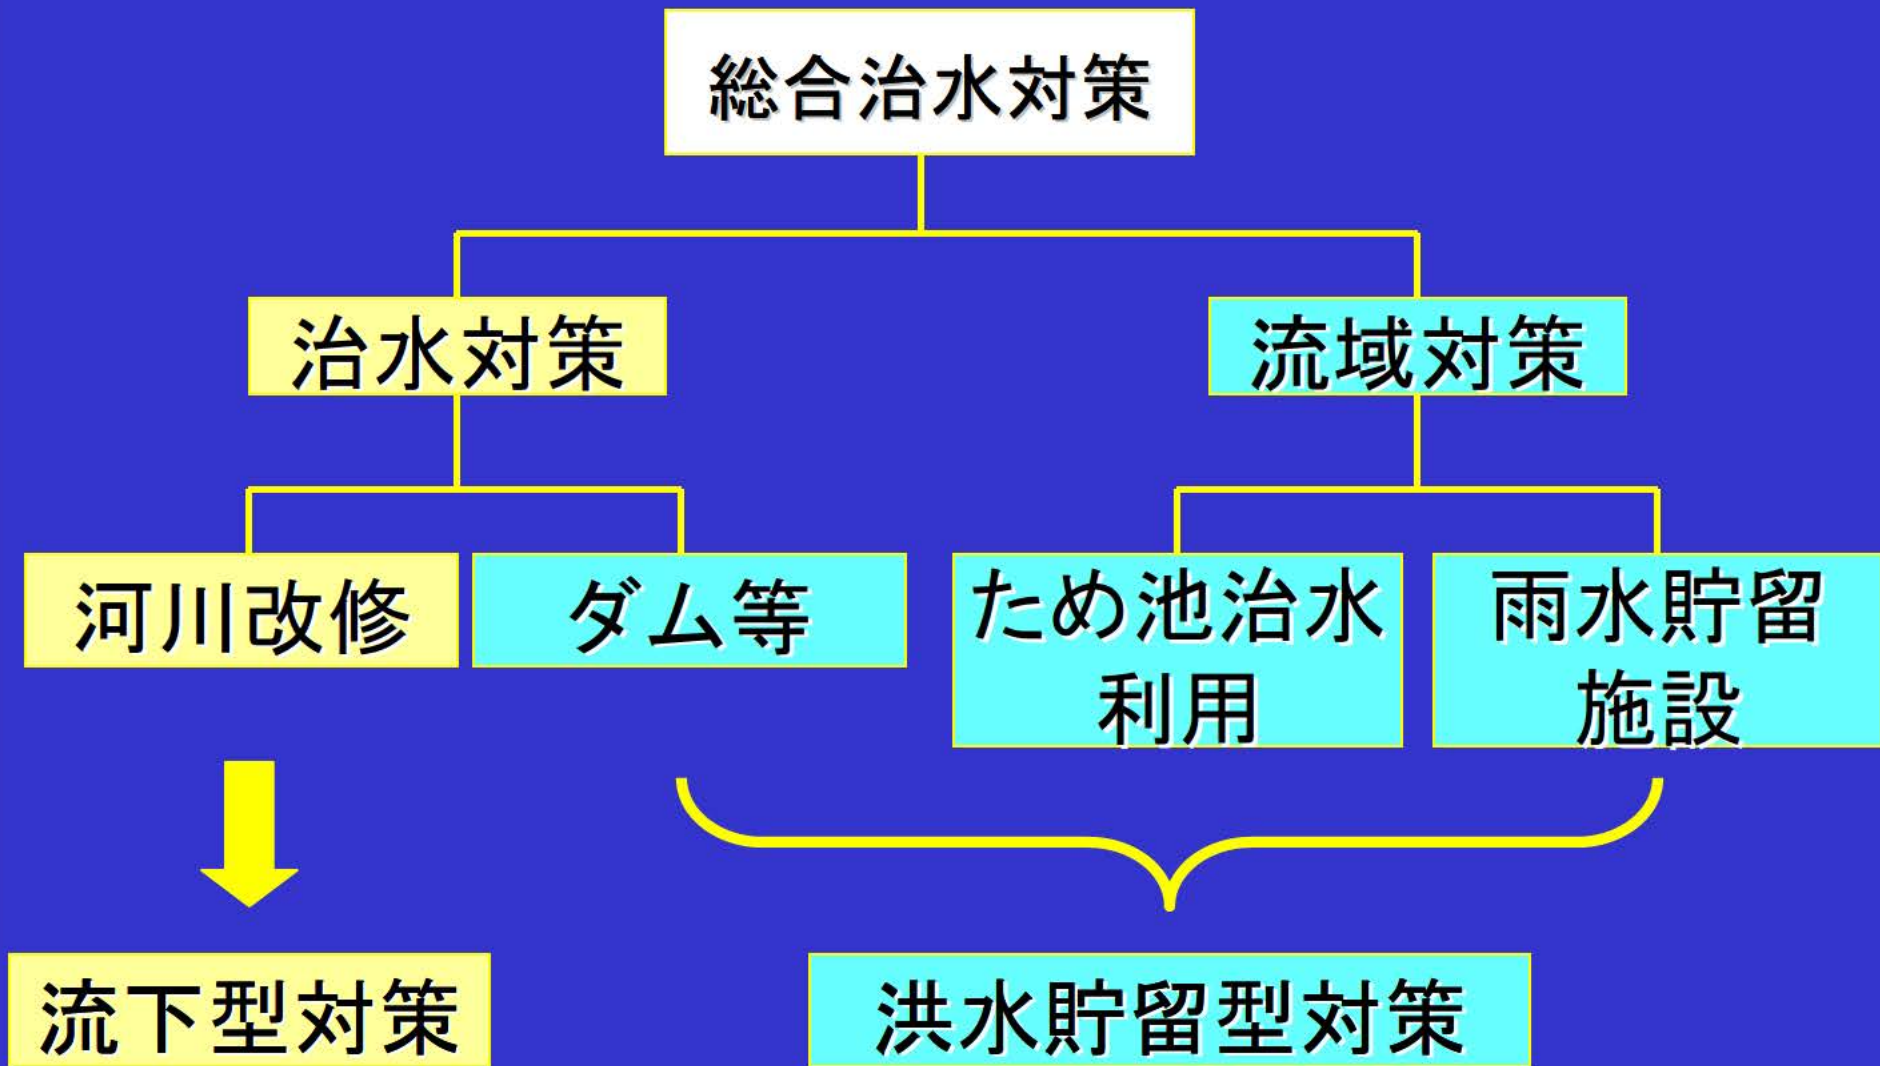 総合治水対策
治水対策
流域対策
河川改修
ダム等
ため池治水
利用
雨水貯留
施設
流下型対策
洪水貯留型対策